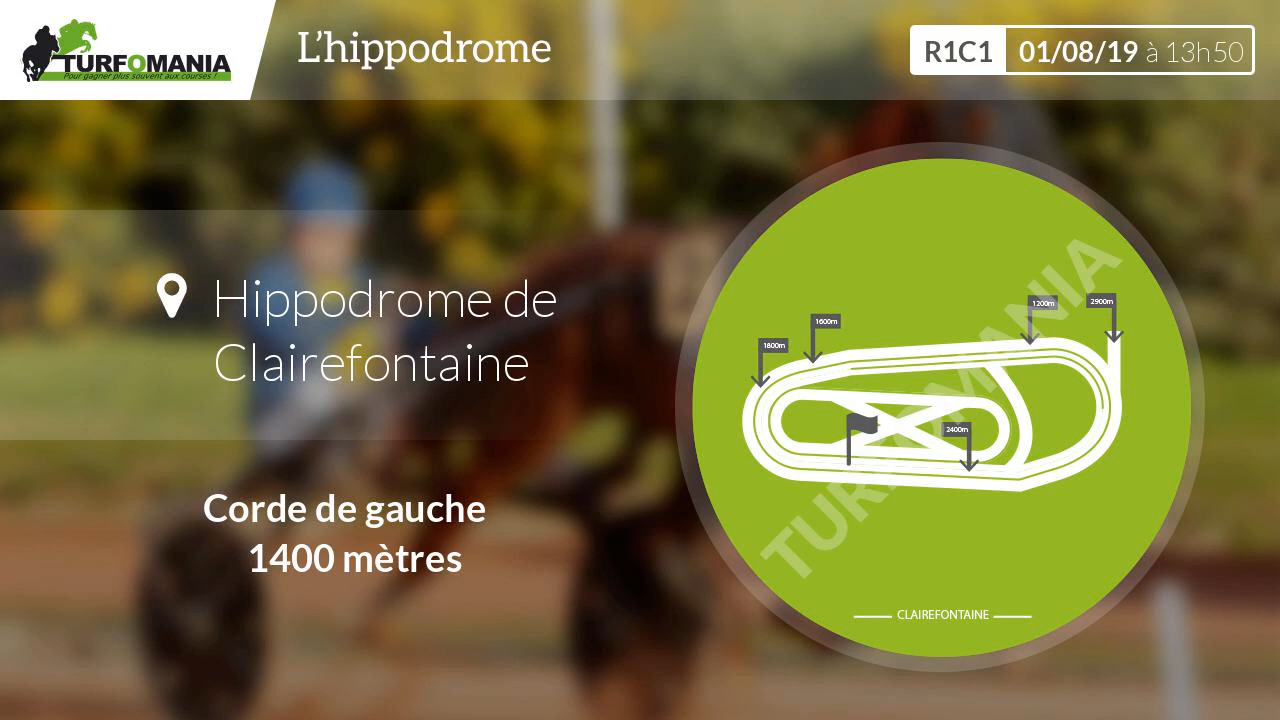 TURFOMANIA
Pour gagner plus souvent aux courses !
L'hippodrome
R1C1 01/08/19 à 13h50
Hippodrome de
Clairefontaine
Corde de gauche
1400 mètres
1200m
2900m
1600m
1800m
2400m
TURFOMANIA
CLAIREFONTAINE